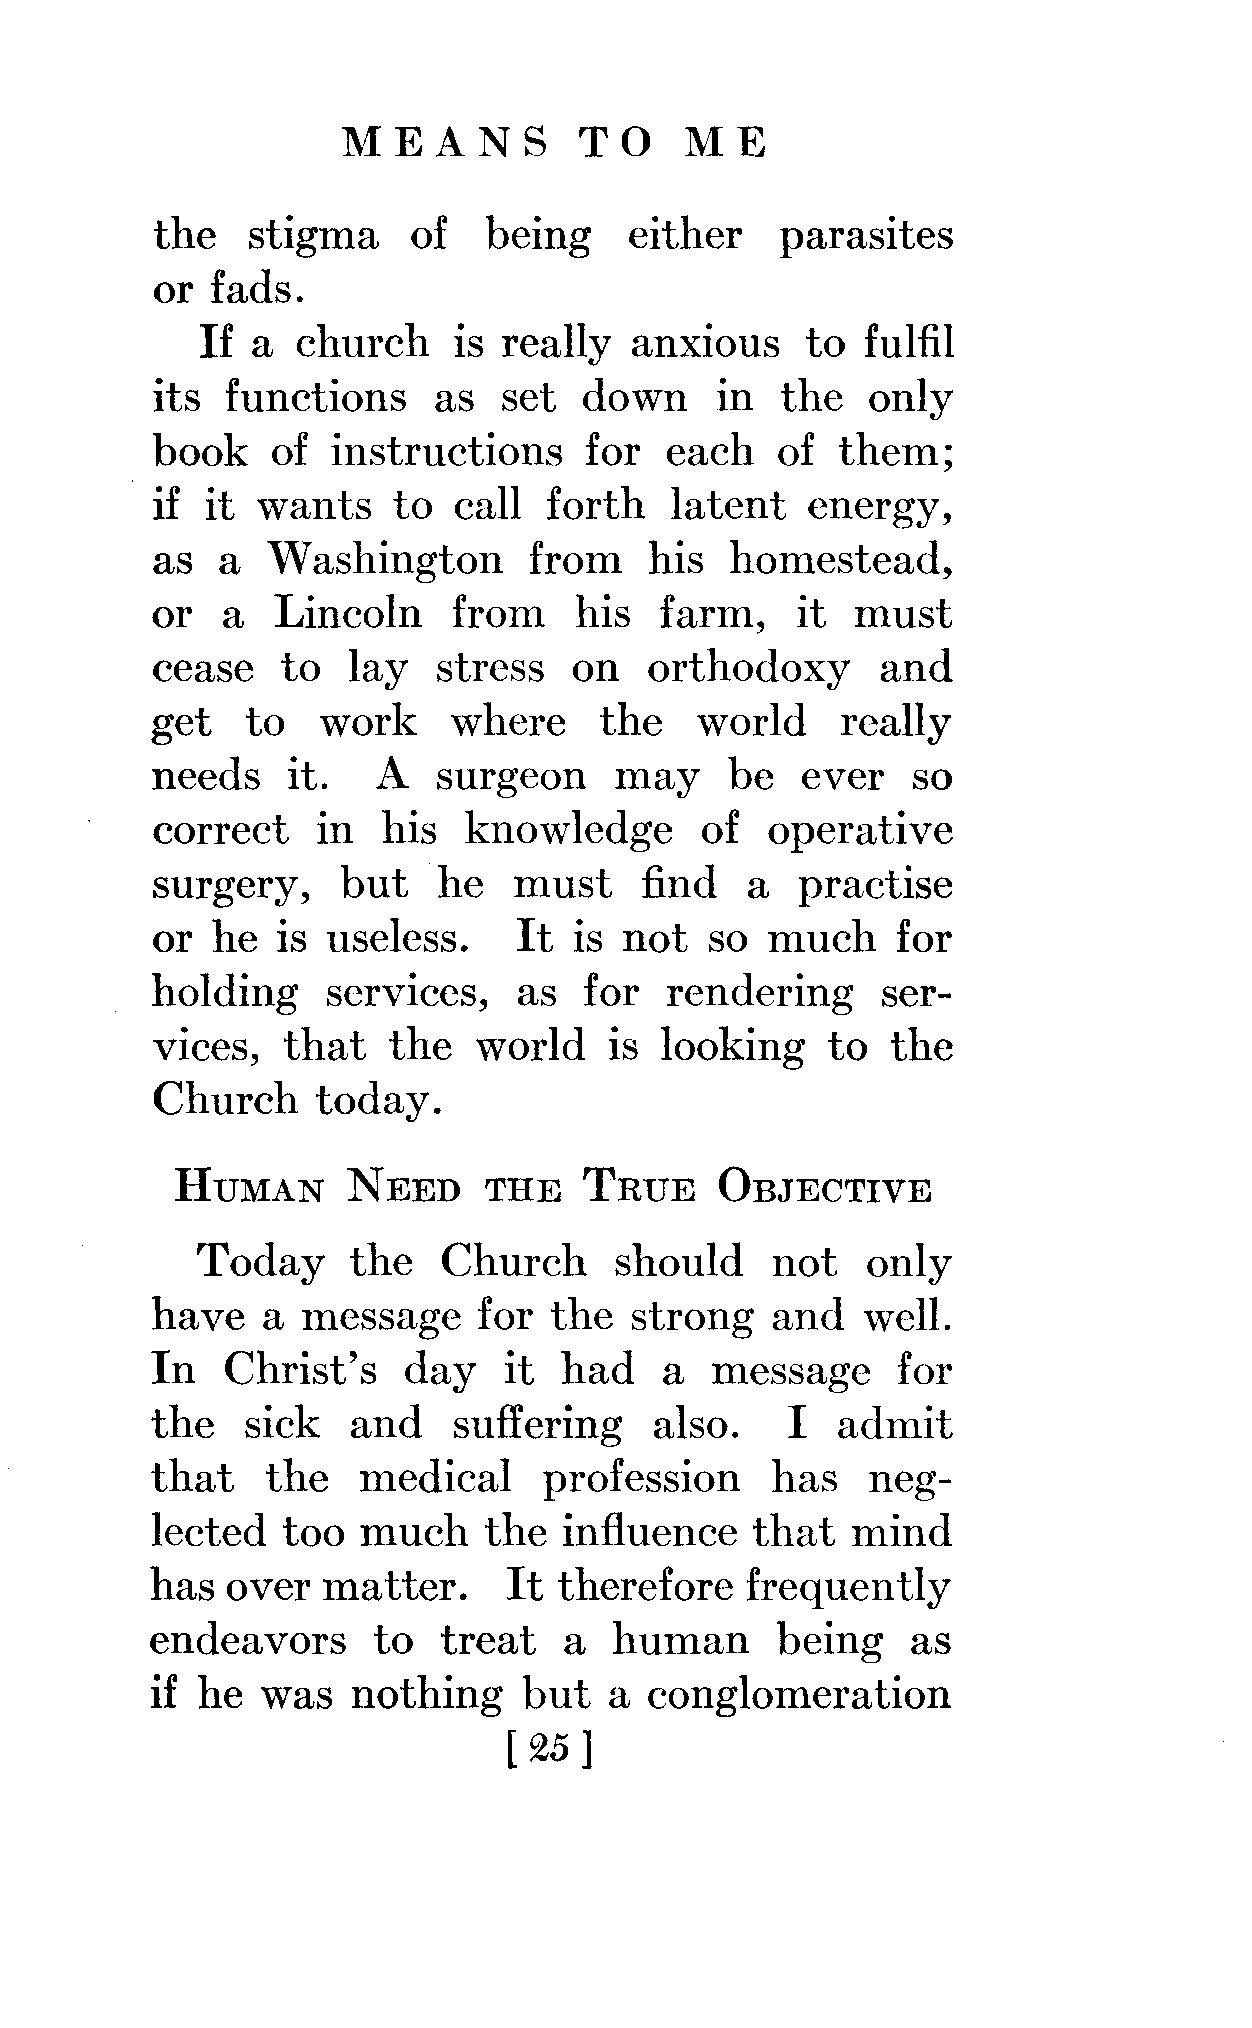 MEANS TO ME
the stigma of being either parasites
or fads.
If a church is really anxious to fulfil
its functions as set down in the only
book of instructions for each of them;
if it wants to call forth latent energy,
as a Washington from his homestead,
or a Lincoln from his farm, it must
cease to lay stress on orthodoxy and
get to work where the world really
needs it. A surgeon may be ever so
correct in his knowledge of operative
surgery, but he must find a practise
or he is useless. It is not so much for
holding services, as for rendering ser-
vices, that the world is looking to the
Church today.
HUMAN NEED THE TRUE OBJECTIVE
Today the Church should not only
have a message for the strong and well.
In Christ's day it had a message for
the sick and suffering also. I admit
that the medical profession has neg-
lected too much the influence that mind
has over matter. It therefore frequently
endeavors to treat a human being as
if he was nothing but a conglomeration
[ 25 ]